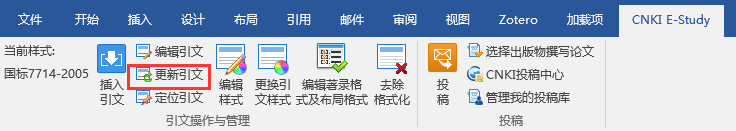 文件 开始 插入 设计 布局 引用 邮件 审阅 视图 Zotero 加载项 CNKI E-Study
当前样式:
国标7714-2005
插入
引文
编辑引文
更新引文
定位引文
编辑
样式
更换引
文样式
编辑著录格
式及布局格式
去除
格式化
引文操作与管理
投
稿
选择出版物撰写论文
CNKI投稿中心
管理我的投稿库
投稿